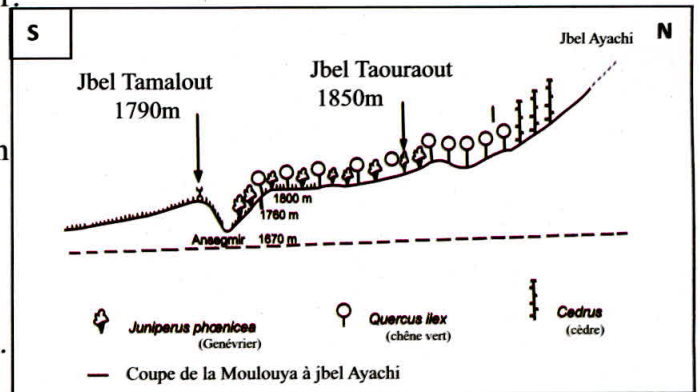 S
N
Jbel Ayachi
Jbel Tamalout
1790m
Jbel Taouraout
1850m
1800 m
1760 m
Ansegmir 1670 m
Juniperus phœnicea
(Genévrier)
Quercus ilex
(chêne vert)
Cedrus
(cèdre)
Coupe de la Moulouya à jbel Ayachi